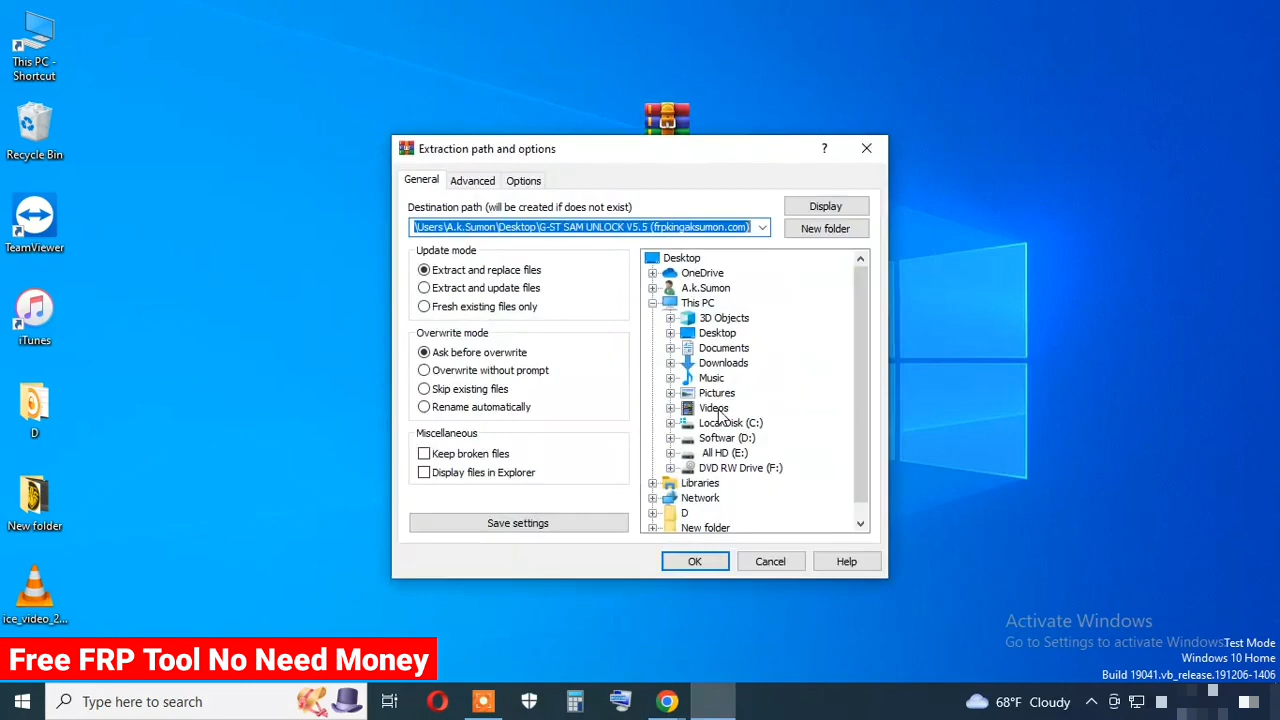 This PC -
Shortcut
Recycle Bin
TeamViewer
iTunes
D
New folder
ice_video_2...
Extraction path and options
?
General
Advanced
Options
Destination path (will be created if does not exist)
Display
\Users\A.k.Sumon\Desktop\G-ST SAM UNLOCK V5.5 (frpkingaksumon.com)
New folder
Update mode
Extract and replace files
Extract and update files
Fresh existing files only
Overwrite mode
Ask before overwrite
Overwrite without prompt
Skip existing files
Rename automatically
Miscellaneous
Keep broken files
Display files in Explorer
Save settings
Desktop
OneDrive
A.k.Sumon
This PC
3D Objects
Desktop
Documents
Downloads
Music
Pictures
Videos
Local Disk (C:)
Softwar (D:)
All HD (E:)
DVD RW Drive (F:)
Libraries
Network
D
New folder
OK
Cancel
Help
Activate Windows
Go to Settings to activate Windows.
Test Mode
Windows 10 Home
Build 19041.vb_release.191206-1406
Free FRP Tool No Need Money
Type here to search
68°F Cloudy